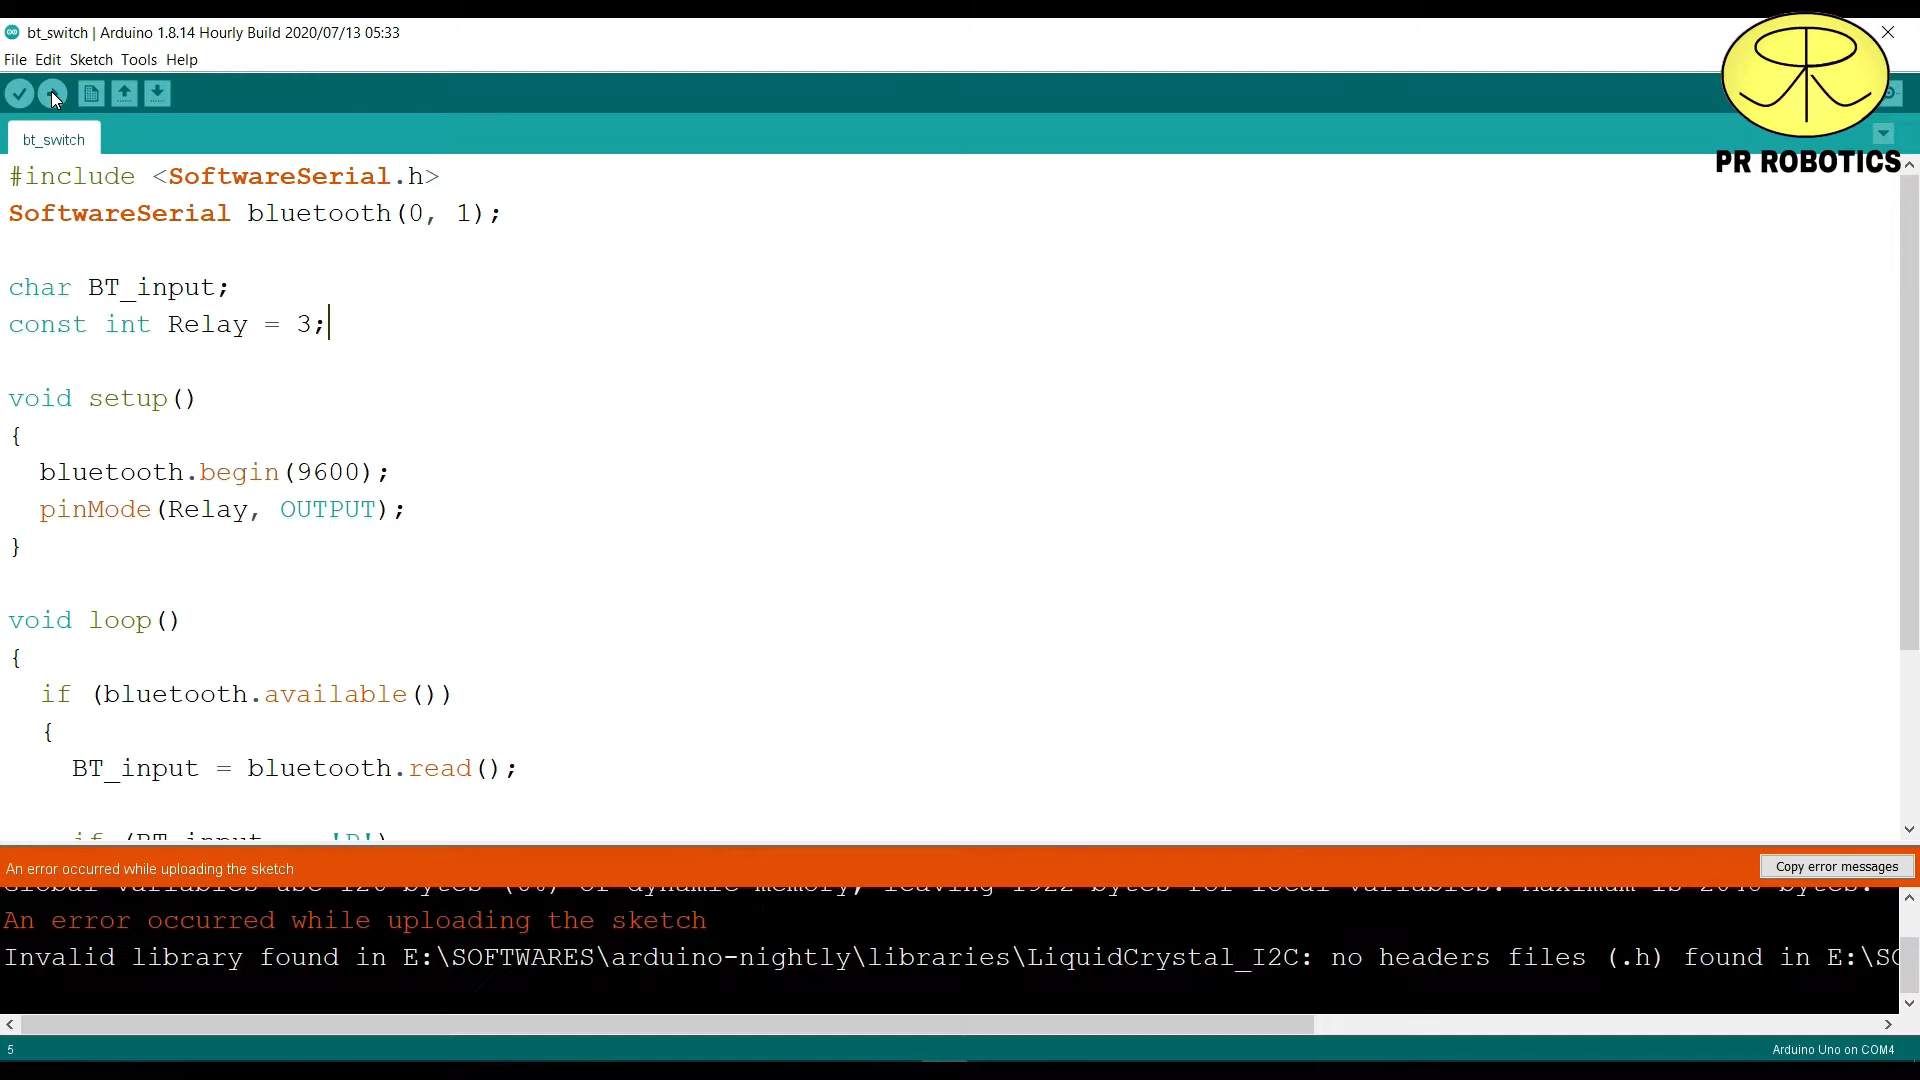 bt_switch | Arduino 1.8.14 Hourly Build 2020/07/13 05:33
File Edit Sketch Tools Help
bt_switch
PR ROBOTICS
#include <SoftwareSerial.h>
SoftwareSerial bluetooth(0, 1);
char BT_input;
const int Relay = 3;
void setup()
{
bluetooth.begin(9600);
pinMode(Relay, OUTPUT);
}
void loop()
{
if (bluetooth.available())
{
BT_input = bluetooth.read();
An error occurred while uploading the sketch
Copy error messages
An error occurred while uploading the sketch
Invalid library found in E:\SOFTWARES\arduino-nightly\libraries\LiquidCrystal_I2C: no headers files (.h) found in E:\SO
5
Arduino Uno on COM4